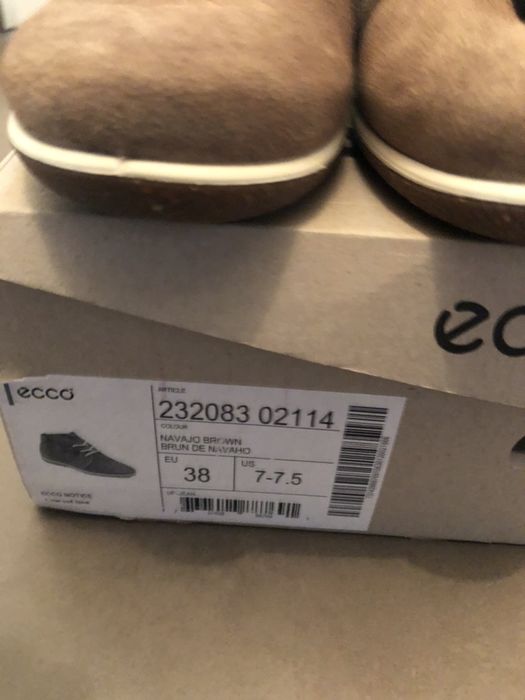 ecco
ecco
ARTICLE
232083 02114
COLOUR
NAVAJO BROWN
BRUN DE NAVAHO
EU
38
US
7-7.5